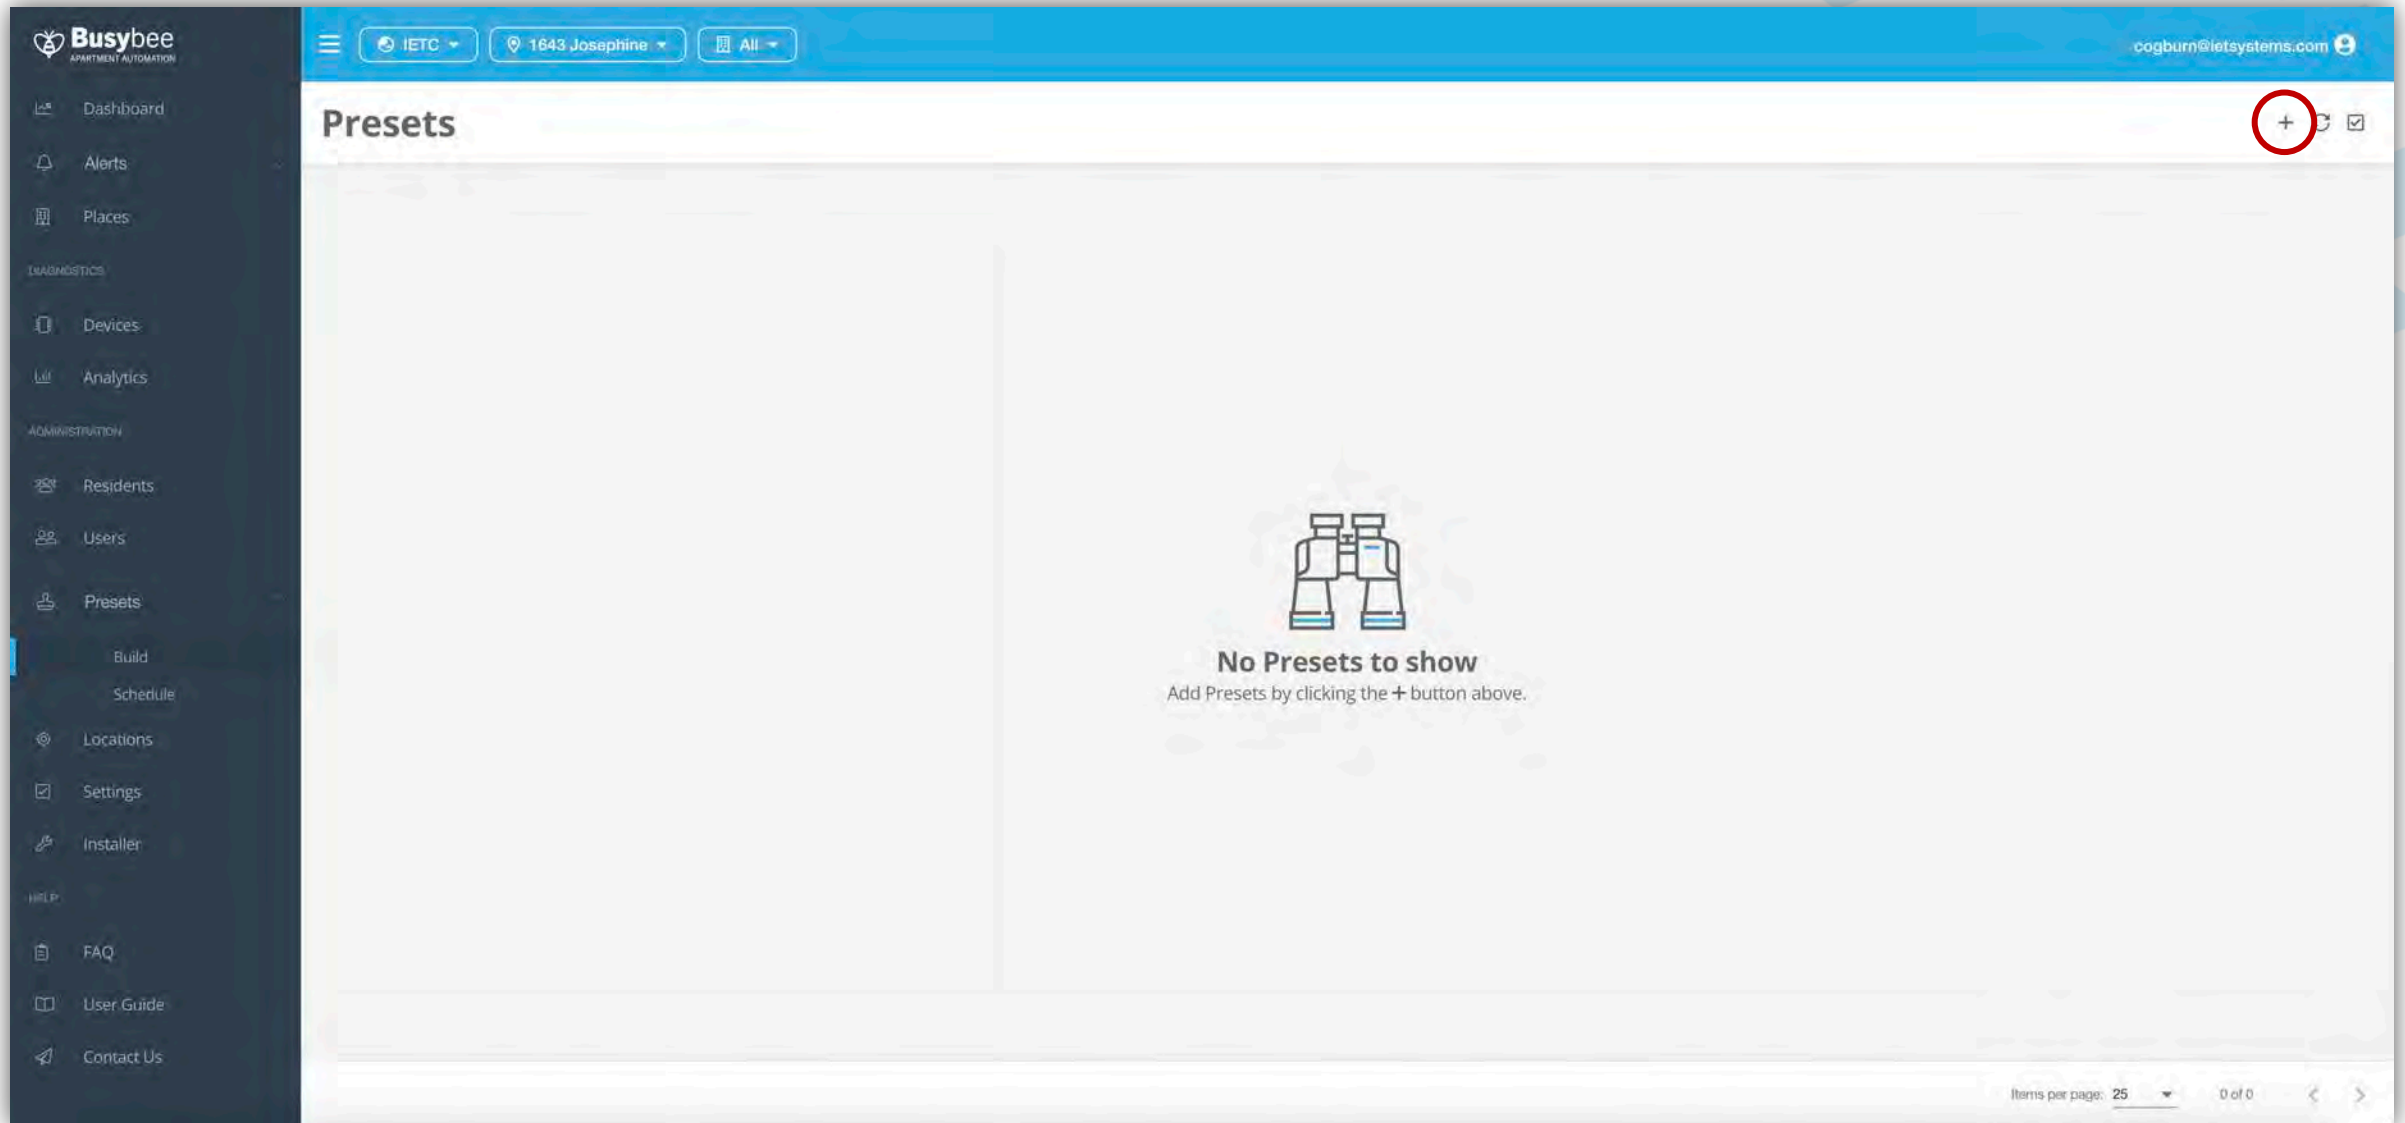 Busybee
APARTMENT AUTOMATION
IETC
1643 Josephine
All
cogburn@ietsystems.com
Dashboard
Alerts
Places
DIAGNOSTICS
Devices
Analytics
ADMINISTRATION
Residents
Users
Presets
Build
Schedule
Locations
Settings
Installer
HELP
FAQ
User Guide
Contact Us
Presets
No Presets to show
Add Presets by clicking the + button above.
Items per page: 25
0 of 0